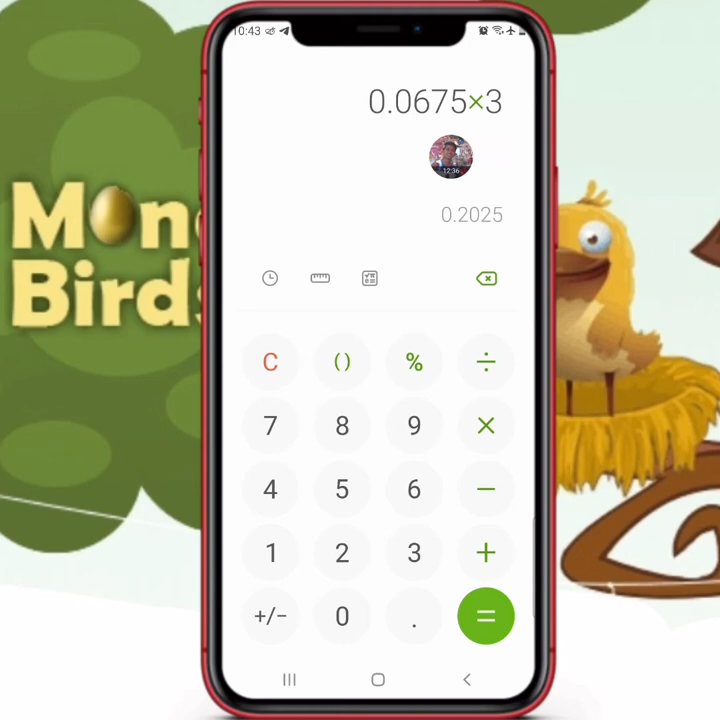 Mon
Birds
10:43
0.0675×3
12:36
0.2025
C ( ) % ÷
7 8 9 ×
4 5 6 −
1 2 3 +
+/− 0 . =